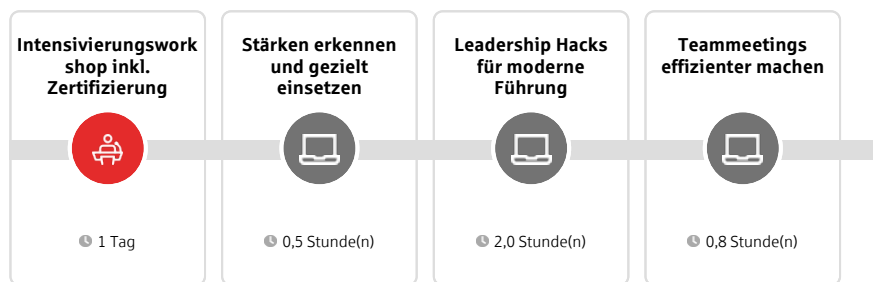 Intensivierungswork
shop inkl.
Zertifizierung
1 Tag
Stärken erkennen
und gezielt
einsetzen
0,5 Stunde(n)
Leadership Hacks
für moderne
Führung
2,0 Stunde(n)
Teammeetings
effizienter machen
0,8 Stunde(n)